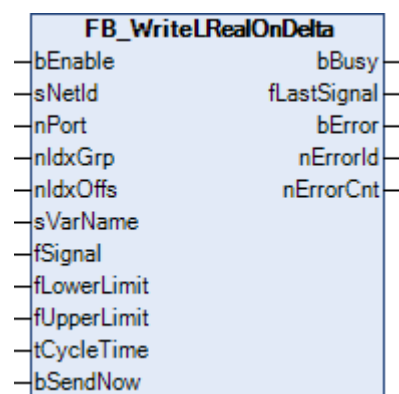 FB_WriteLRealOnDelta
bEnable bBusy
sNetId fLastSignal
nPort bError
nIdxGrp nErrorId
nIdxOffs nErrorCnt
sVarName
fSignal
fLowerLimit
fUpperLimit
tCycleTime
bSendNow